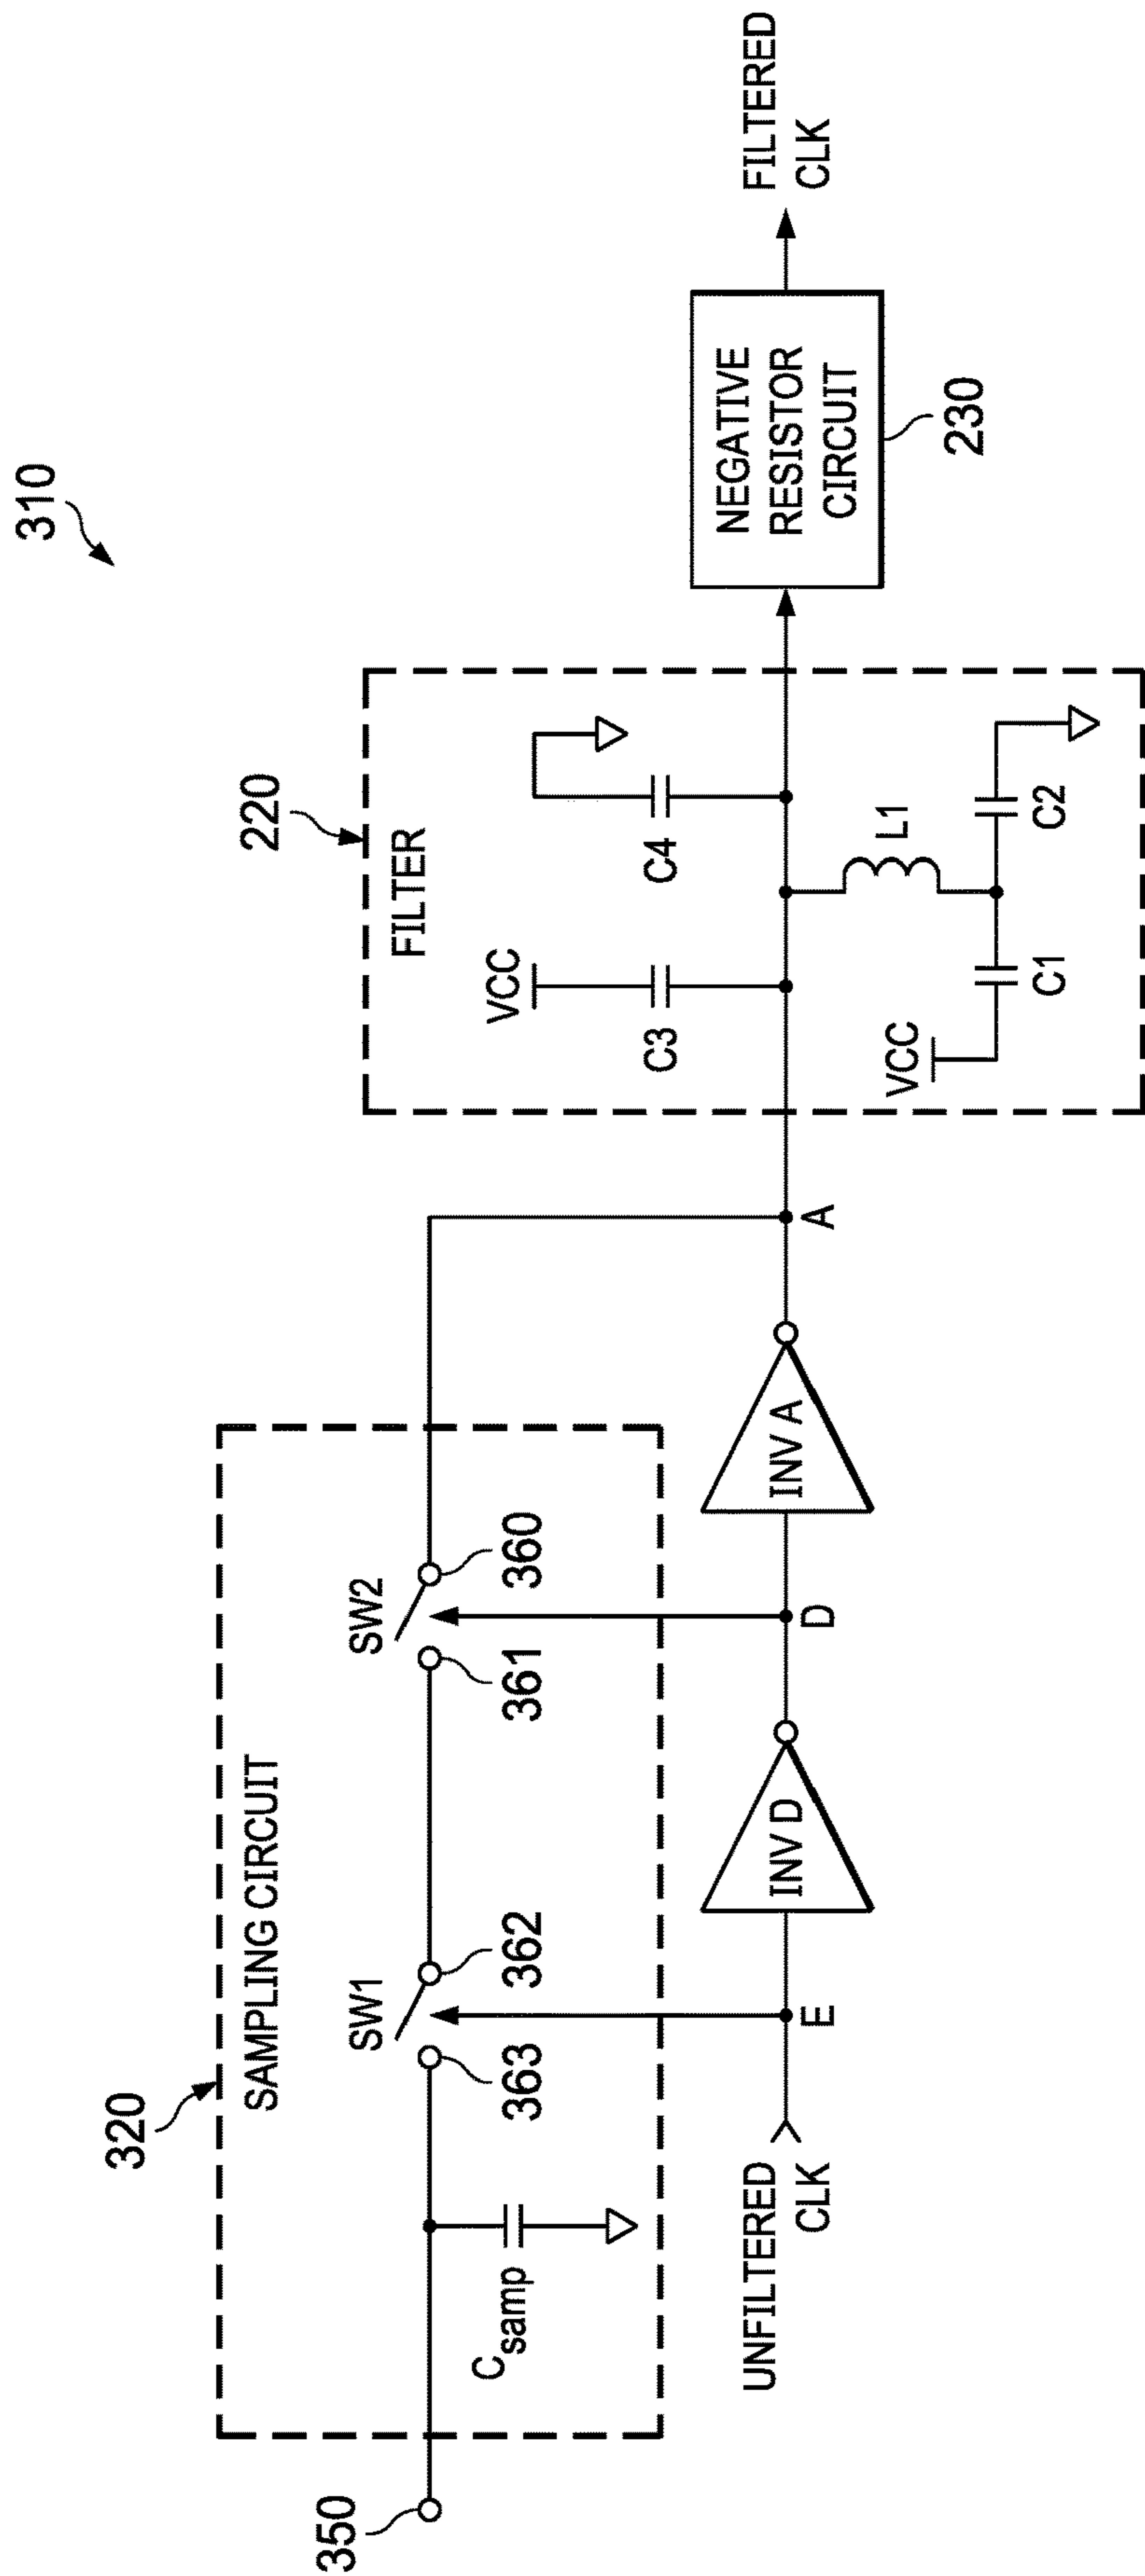 310
320
SAMPLING CIRCUIT
350
C samp
SW1
363
362
SW2
361
360
UNFILTERED
CLK
E
INV D
D
INV A
A
220
FILTER
VCC
C3
C4
VCC
C1
L1
C2
NEGATIVE
RESISTOR
CIRCUIT
230
FILTERED
CLK